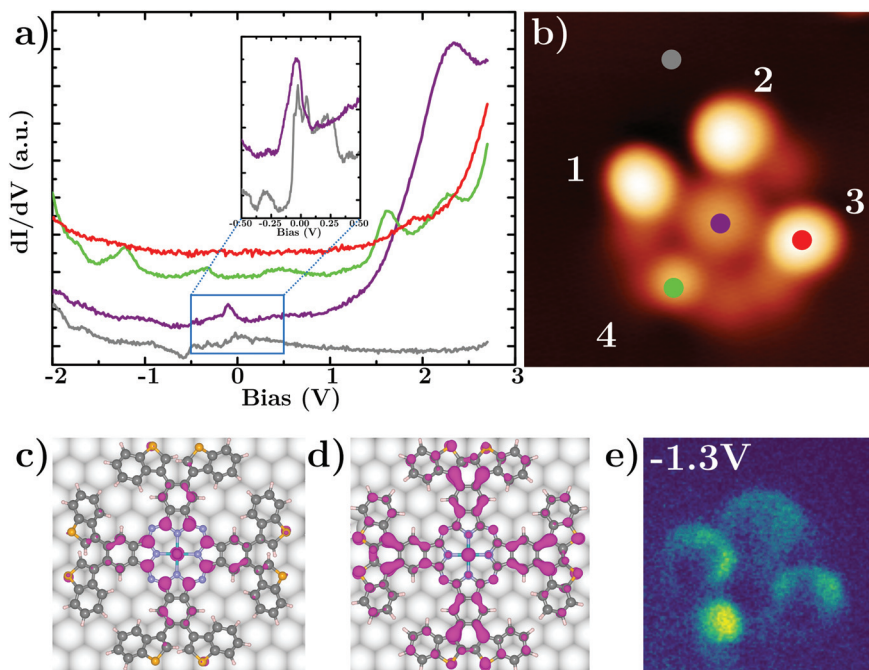 a)
dI/dV (a.u.)
-0.50 -0.25 0.00 0.25 0.50
Bias (V)
-2 -1 0 1 2 3
Bias (V)
b)
1
2
3
4
c)
d)
e)
-1.3V